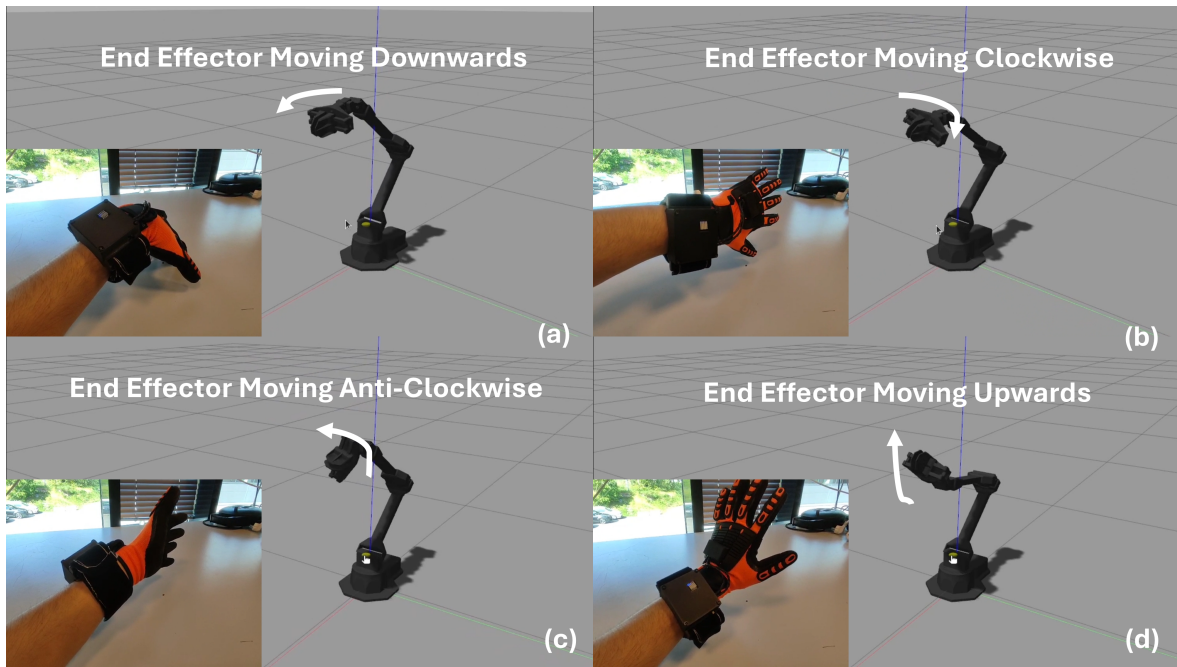 End Effector Moving Downwards
(a)
End Effector Moving Clockwise
(b)
End Effector Moving Anti-Clockwise
(c)
End Effector Moving Upwards
(d)